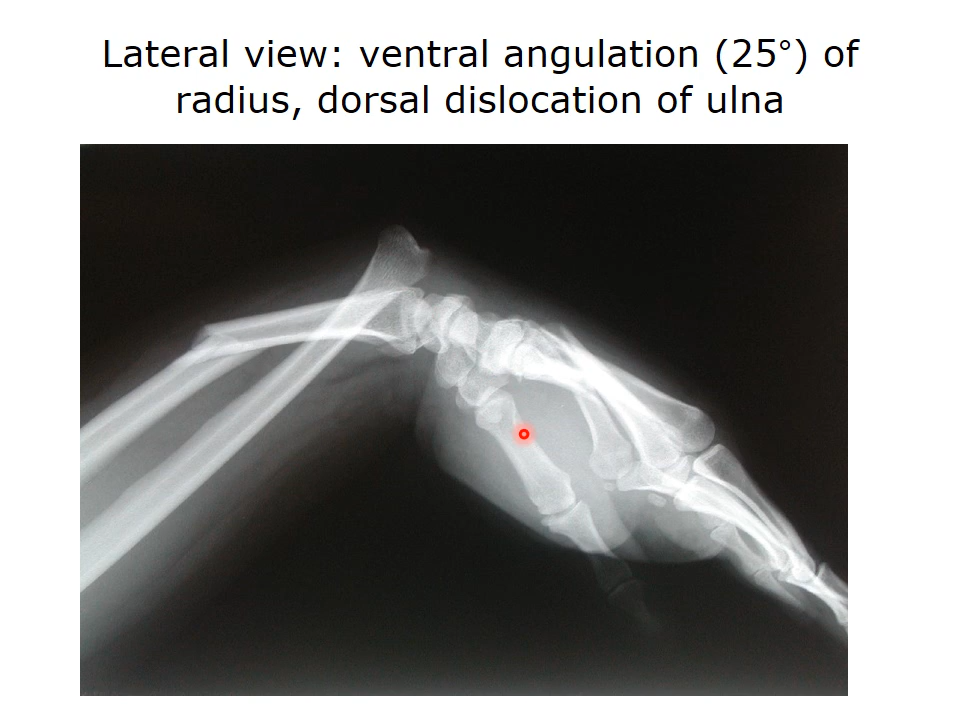 Lateral view: ventral angulation (25°) of
radius, dorsal dislocation of ulna